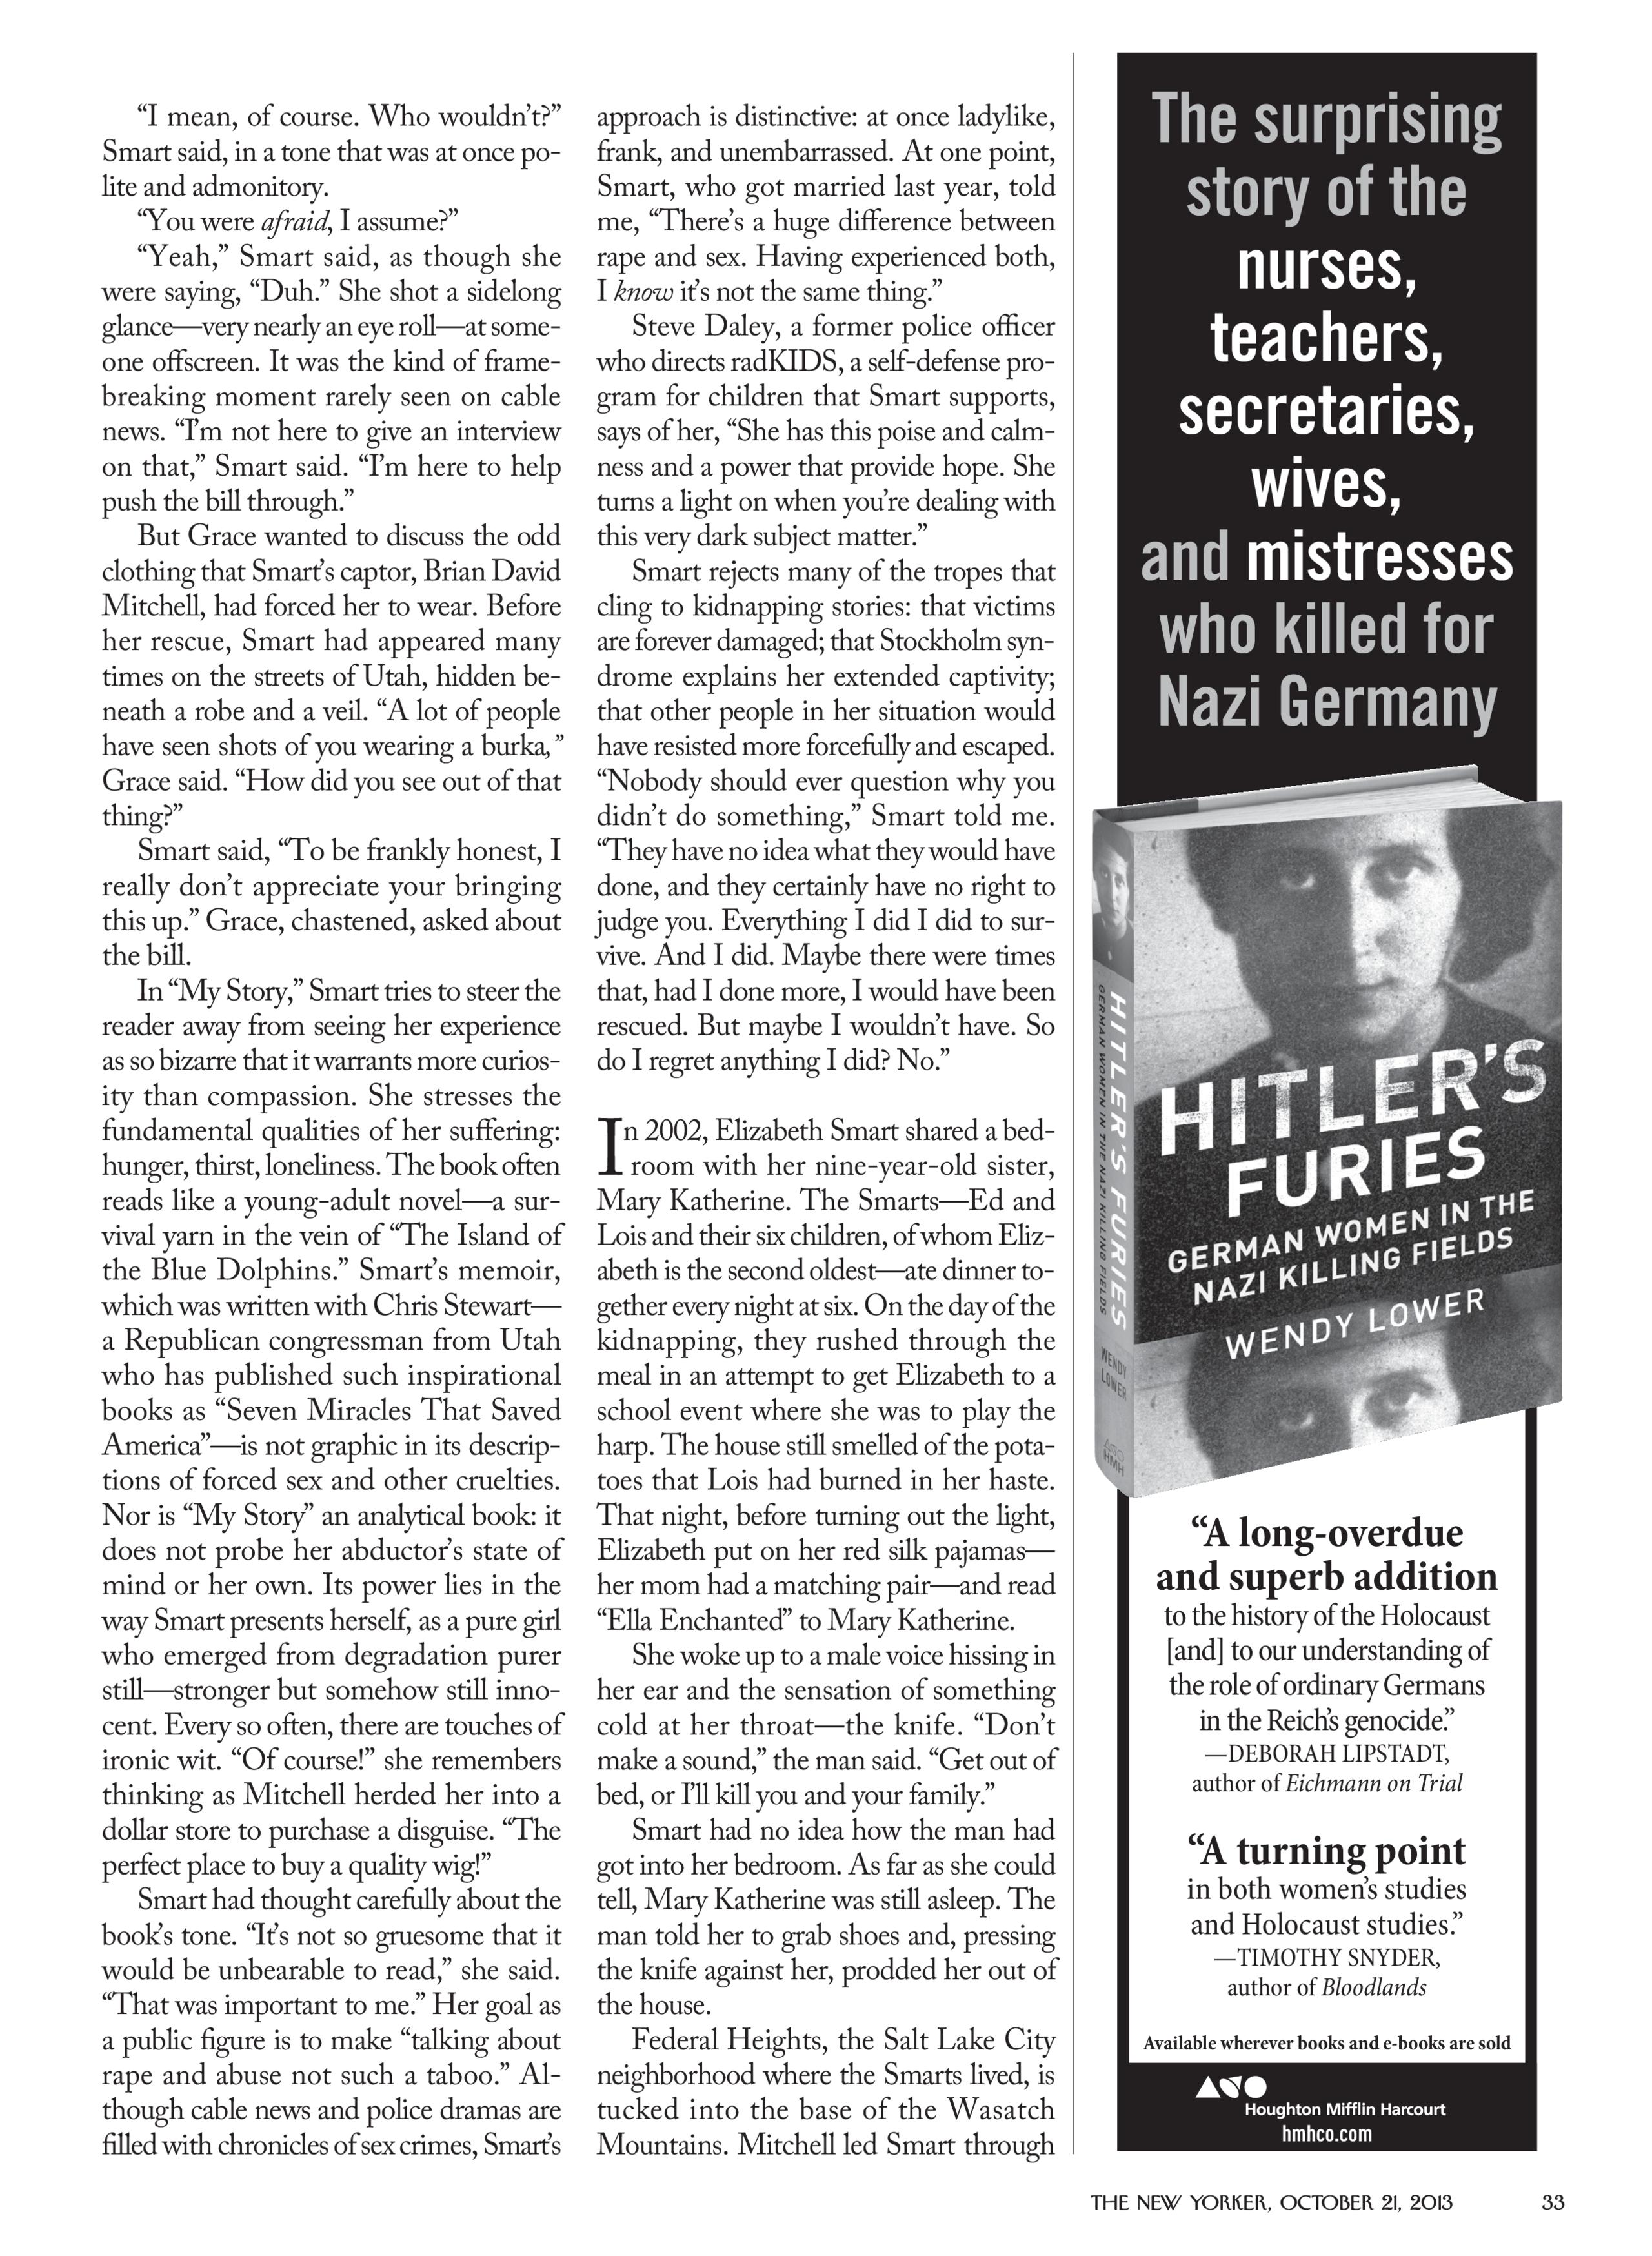 “I mean, of course. Who wouldn’t?”
Smart said, in a tone that was at once po-
lite and admonitory.
“You were afraid, I assume?”
“Yeah,” Smart said, as though she
were saying, “Duh.” She shot a sidelong
glance—very nearly an eye roll—at some-
one offscreen. It was the kind of frame-
breaking moment rarely seen on cable
news. “I’m not here to give an interview
on that,” Smart said. “I’m here to help
push the bill through.”
But Grace wanted to discuss the odd
clothing that Smart’s captor, Brian David
Mitchell, had forced her to wear. Before
her rescue, Smart had appeared many
times on the streets of Utah, hidden be-
neath a robe and a veil. “A lot of people
have seen shots of you wearing a burka,”
Grace said. “How did you see out of that
thing?”
Smart said, “To be frankly honest, I
really don’t appreciate your bringing
this up.” Grace, chastened, asked about
the bill.
In “My Story,” Smart tries to steer the
reader away from seeing her experience
as so bizarre that it warrants more curios-
ity than compassion. She stresses the
fundamental qualities of her suffering:
hunger, thirst, loneliness. The book often
reads like a young-adult novel—a sur-
vival yarn in the vein of “The Island of
the Blue Dolphins.” Smart’s memoir,
which was written with Chris Stewart—
a Republican congressman from Utah
who has published such inspirational
books as “Seven Miracles That Saved
America”—is not graphic in its descrip-
tions of forced sex and other cruelties.
Nor is “My Story” an analytical book: it
does not probe her abductor’s state of
mind or her own. Its power lies in the
way Smart presents herself, as a pure girl
who emerged from degradation purer
still—stronger but somehow still inno-
cent. Every so often, there are touches of
ironic wit. “Of course!” she remembers
thinking as Mitchell herded her into a
dollar store to purchase a disguise. “The
perfect place to buy a quality wig!”
Smart had thought carefully about the
book’s tone. “It’s not so gruesome that it
would be unbearable to read,” she said.
“That was important to me.” Her goal as
a public figure is to make “talking about
rape and abuse not such a taboo.” Al-
though cable news and police dramas are
filled with chronicles of sex crimes, Smart’s
approach is distinctive: at once ladylike,
frank, and unembarrassed. At one point,
Smart, who got married last year, told
me, “There’s a huge difference between
rape and sex. Having experienced both,
I know it’s not the same thing.”
Steve Daley, a former police officer
who directs radKIDS, a self-defense pro-
gram for children that Smart supports,
says of her, “She has this poise and calm-
ness and a power that provide hope. She
turns a light on when you’re dealing with
this very dark subject matter.”
Smart rejects many of the tropes that
cling to kidnapping stories: that victims
are forever damaged; that Stockholm syn-
drome explains her extended captivity;
that other people in her situation would
have resisted more forcefully and escaped.
“Nobody should ever question why you
didn’t do something,” Smart told me.
“They have no idea what they would have
done, and they certainly have no right to
judge you. Everything I did I did to sur-
vive. And I did. Maybe there were times
that, had I done more, I would have been
rescued. But maybe I wouldn’t have. So
do I regret anything I did? No.”
In 2002, Elizabeth Smart shared a bed-
room with her nine-year-old sister,
Mary Katherine. The Smarts—Ed and
Lois and their six children, of whom Eliz-
abeth is the second oldest—ate dinner to-
gether every night at six. On the day of the
kidnapping, they rushed through the
meal in an attempt to get Elizabeth to a
school event where she was to play the
harp. The house still smelled of the pota-
toes that Lois had burned in her haste.
That night, before turning out the light,
Elizabeth put on her red silk pajamas—
her mom had a matching pair—and read
“Ella Enchanted” to Mary Katherine.
She woke up to a male voice hissing in
her ear and the sensation of something
cold at her throat—the knife. “Don’t
make a sound,” the man said. “Get out of
bed, or I’ll kill you and your family.”
Smart had no idea how the man had
got into her bedroom. As far as she could
tell, Mary Katherine was still asleep. The
man told her to grab shoes and, pressing
the knife against her, prodded her out of
the house.
Federal Heights, the Salt Lake City
neighborhood where the Smarts lived, is
tucked into the base of the Wasatch
Mountains. Mitchell led Smart through
The surprising
story of the
nurses,
teachers,
secretaries,
wives,
and mistresses
who killed for
Nazi Germany
HITLER’S FURIES
GERMAN WOMEN IN THE NAZI KILLING FIELDS
WENDY
LOWER
HMH
HITLER’S
FURIES
GERMAN WOMEN IN THE
NAZI KILLING FIELDS
WENDY LOWER
“A long-overdue
and superb addition
to the history of the Holocaust
[and] to our understanding of
the role of ordinary Germans
in the Reich’s genocide.”
—DEBORAH LIPSTADT,
author of Eichmann on Trial
“A turning point
in both women’s studies
and Holocaust studies.”
—TIMOTHY SNYDER,
author of Bloodlands
Available wherever books and e-books are sold
Houghton Mifflin Harcourt
hmhco.com
THE NEW YORKER, OCTOBER 21, 2013 33